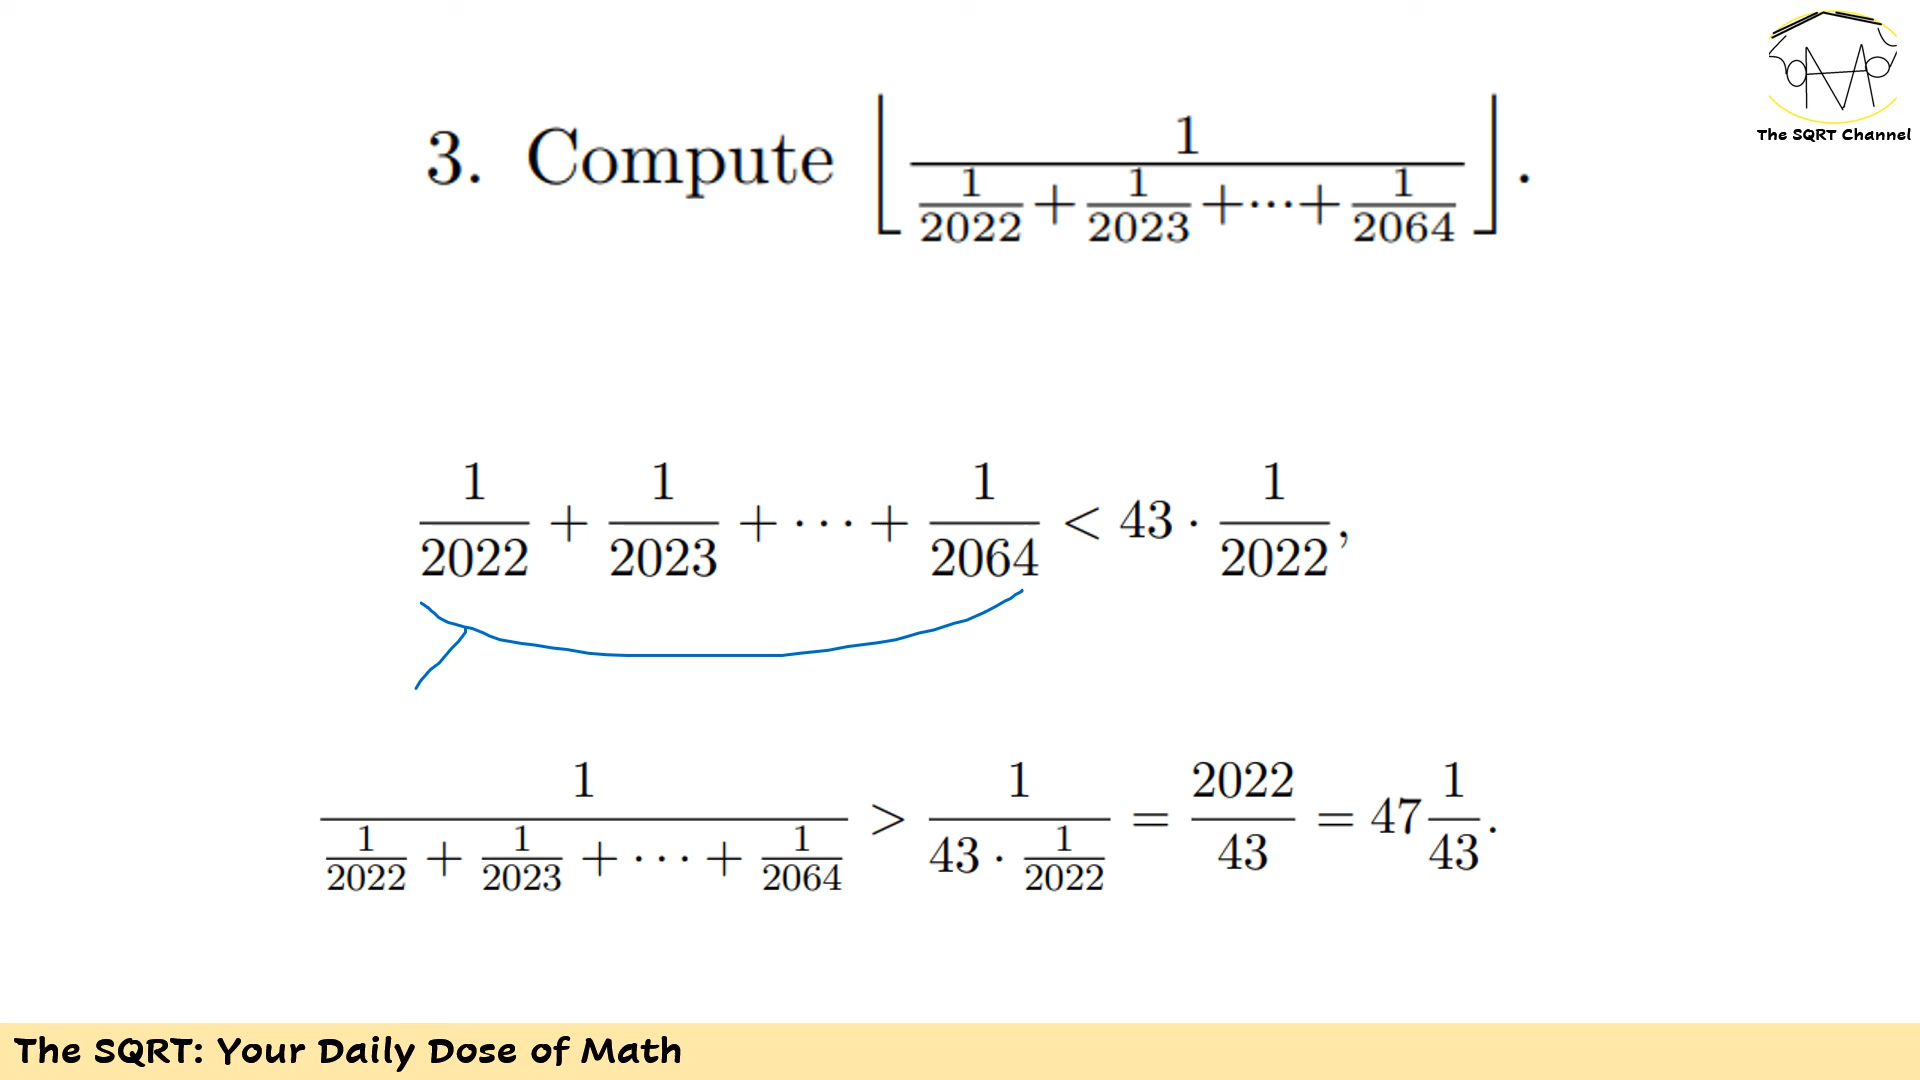 The SQRT Channel
3. Compute ⌊ 1 / (1/2022 + 1/2023 + ··· + 1/2064) ⌋.
1/2022 + 1/2023 + ··· + 1/2064 < 43 · 1/2022,
1 / (1/2022 + 1/2023 + ··· + 1/2064) > 1 / (43 · 1/2022) = 2022/43 = 47 1/43.
The SQRT: Your Daily Dose of Math